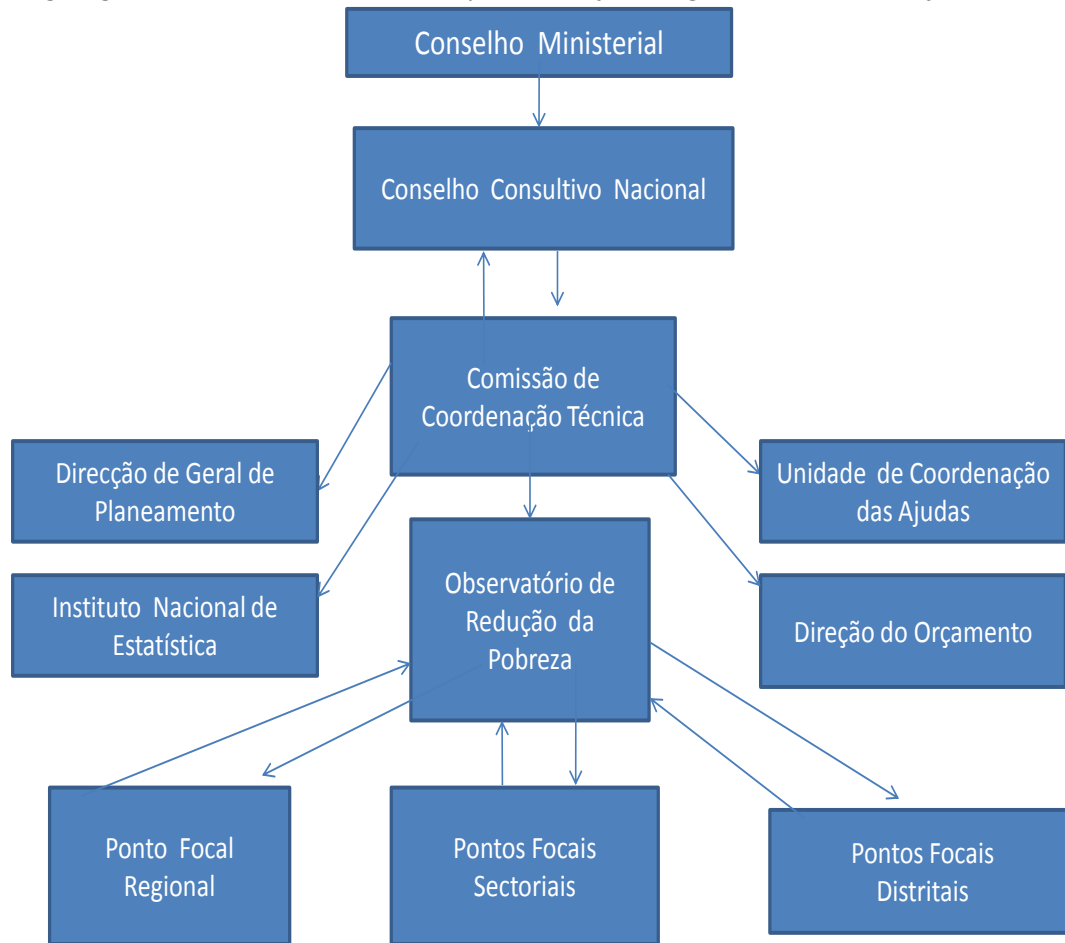 Conselho Ministerial
Conselho Consultivo Nacional
Comissão de
Coordenação Técnica
Direcção de Geral de
Planeamento
Unidade de Coordenação
das Ajudas
Instituto Nacional de
Estatística
Observatório de
Redução da
Pobreza
Direção do Orçamento
Ponto Focal
Regional
Pontos Focais
Sectoriais
Pontos Focais
Distritais